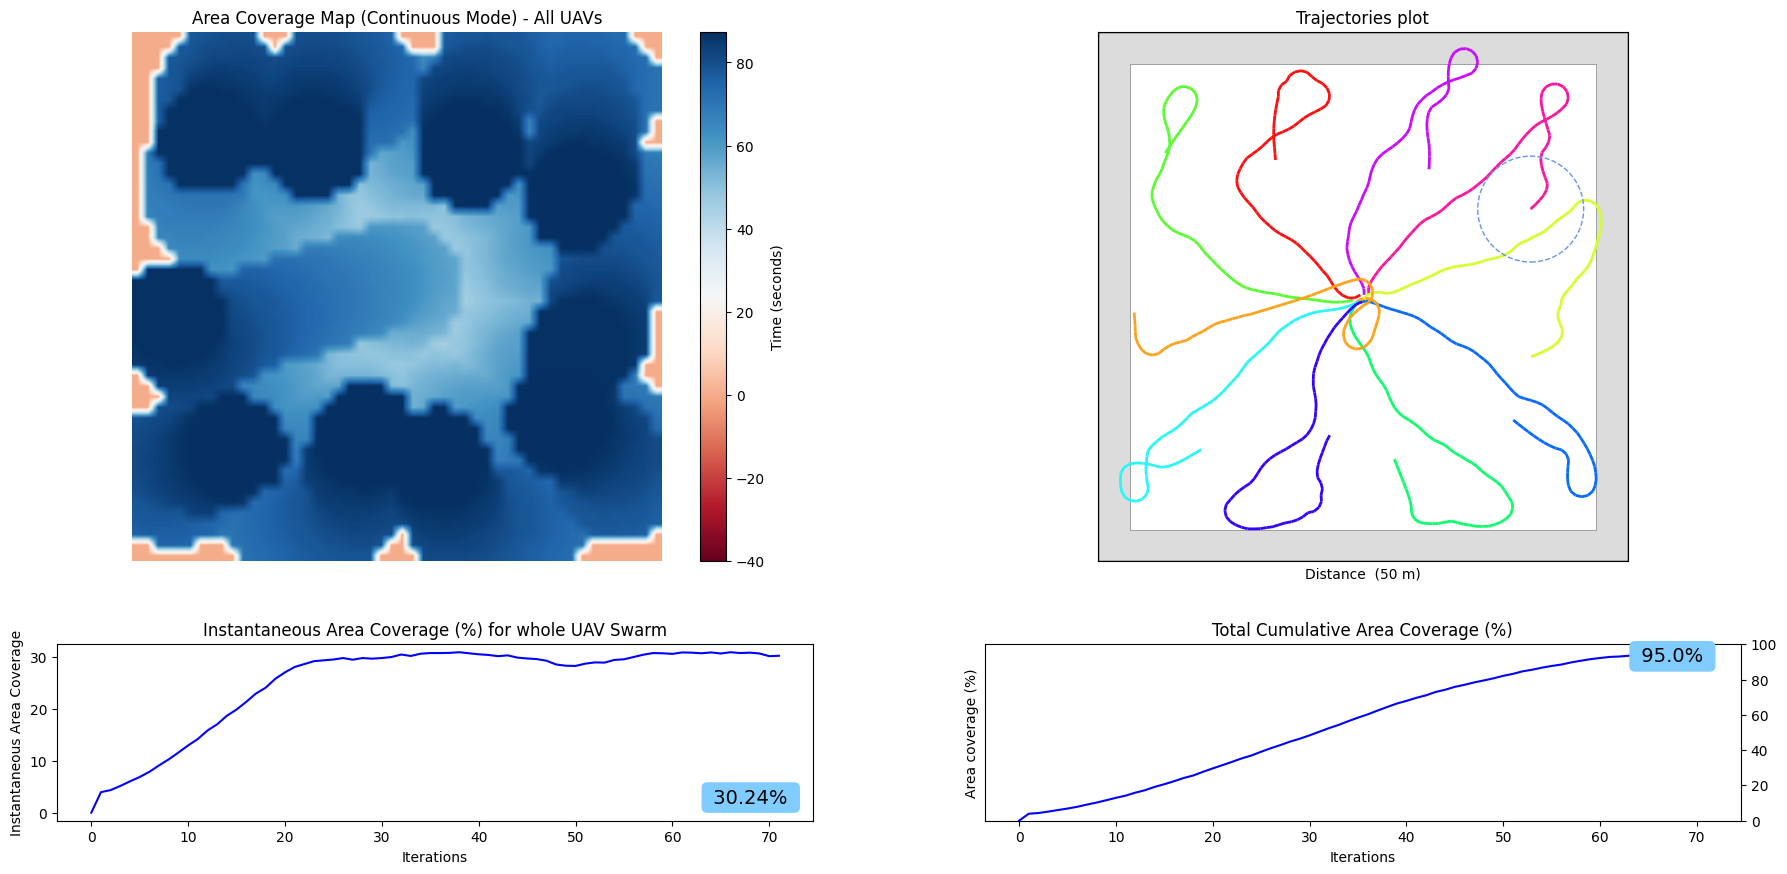 Area Coverage Map (Continuous Mode) - All UAVs
80
60
40
20
0
−20
−40
Time (seconds)
Trajectories plot
Distance  (50 m)
Instantaneous Area Coverage (%) for whole UAV Swarm
Instantaneous Area Coverage
30
20
10
0
30.24%
0 10 20 30 40 50 60 70
Iterations
Total Cumulative Area Coverage (%)
Area coverage (%)
95.0%
100
80
60
40
20
0
0 10 20 30 40 50 60 70
Iterations